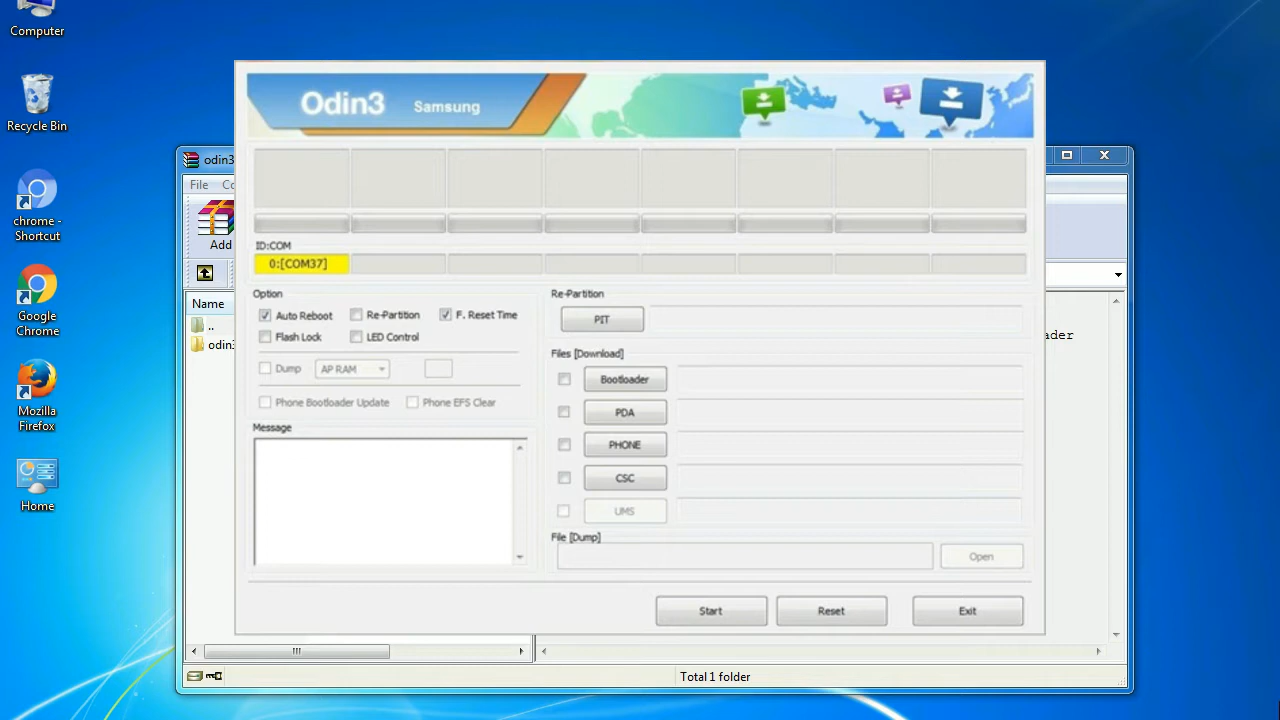 Computer
Recycle Bin
chrome -
Shortcut
Google
Chrome
Mozilla
Firefox
Home
odin3
File
Add
Name
..
odin3
Odin3 Samsung
ID:COM
0:[COM37]
Option
Auto Reboot Re-Partition F. Reset Time
Flash Lock LED Control
Dump AP RAM
Phone Bootloader Update Phone EFS Clear
Message
Re-Partition
PIT
Files [Download]
Bootloader
PDA
PHONE
CSC
UMS
File [Dump]
Open
Start Reset Exit
Total 1 folder